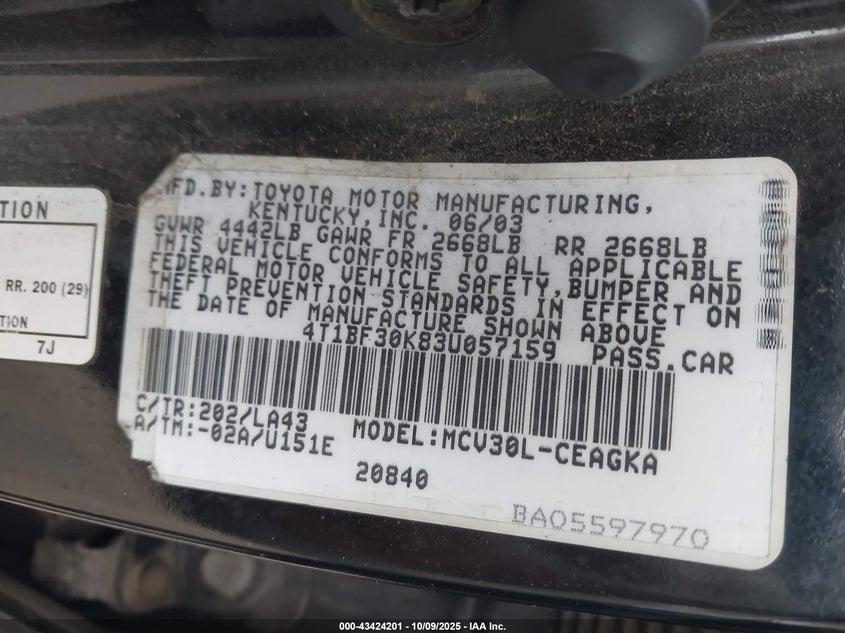 TION
RR. 200 (29)
TION
7J
MFD.BY:TOYOTA MOTOR MANUFACTURING,
KENTUCKY,INC. 06/03
GVWR 4442LB GAWR FR 2668LB RR 2668LB
THIS VEHICLE CONFORMS TO ALL APPLICABLE
FEDERAL MOTOR VEHICLE SAFETY,BUMPER AND
THEFT PREVENTION STANDARDS IN EFFECT ON
THE DATE OF MANUFACTURE SHOWN ABOVE
4T1BF30K83U057159 PASS.CAR
C/TR:202/LA43
A/TM:-02A/U151E MODEL:MCV30L-CEAGKA
20840
BA05597970
000-43424201 - 10/09/2025 - IAA Inc.